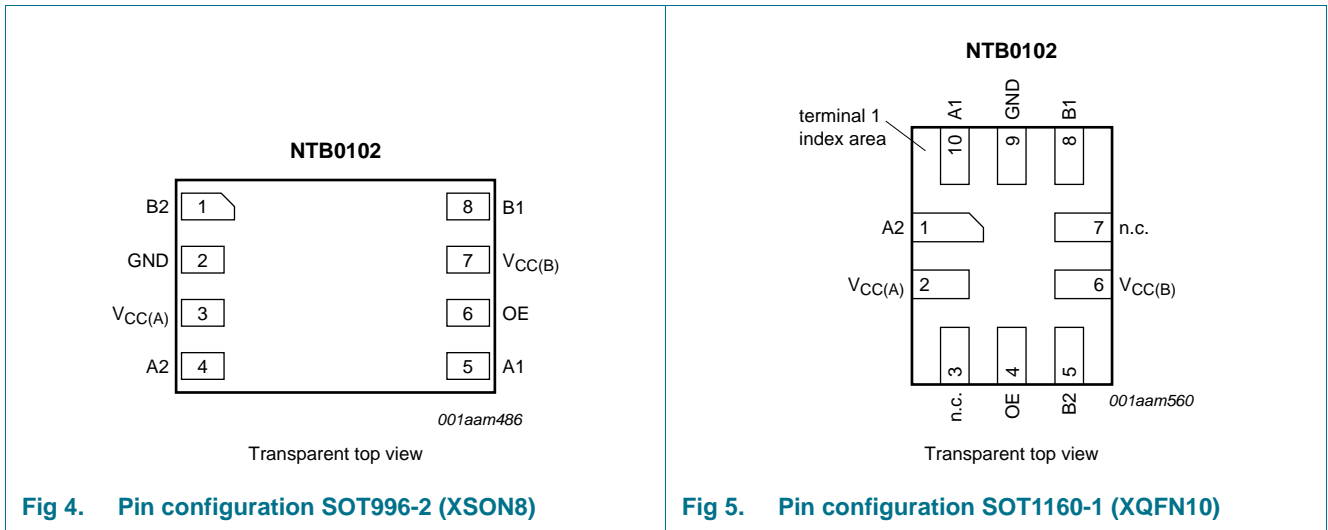 NTB0102
B2 1
GND 2
VCC(A) 3
A2 4
8 B1
7 VCC(B)
6 OE
5 A1
001aam486
Transparent top view
Fig 4. Pin configuration SOT996-2 (XSON8)
NTB0102
terminal 1
index area
A1 GND B1
10 9 8
A2 1
7 n.c.
VCC(A) 2
6 VCC(B)
3 4 5
n.c. OE B2
001aam560
Transparent top view
Fig 5. Pin configuration SOT1160-1 (XQFN10)